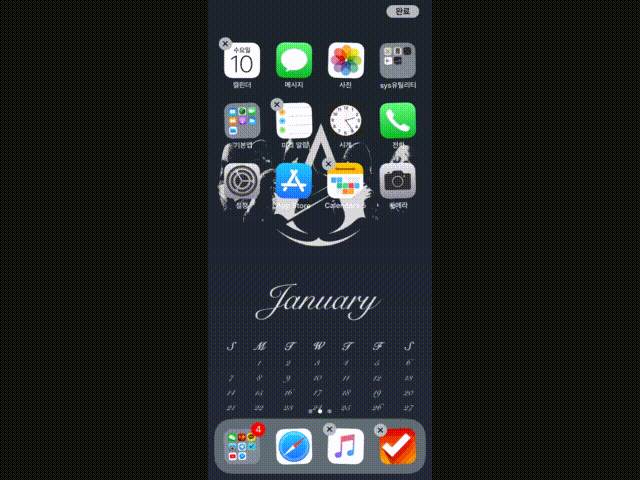 완료
수요일
10
캘린더 메시지 사진 sys유틸리티
기본앱 미리 알림 시계 전화
설정 App Store Calendars 5 카메라
January
S M T W T F S
1 2 3 4 5 6
7 8 9 10 11 12 13
14 15 16 17 18 19 20
21 22 23 24 25 26 27
4